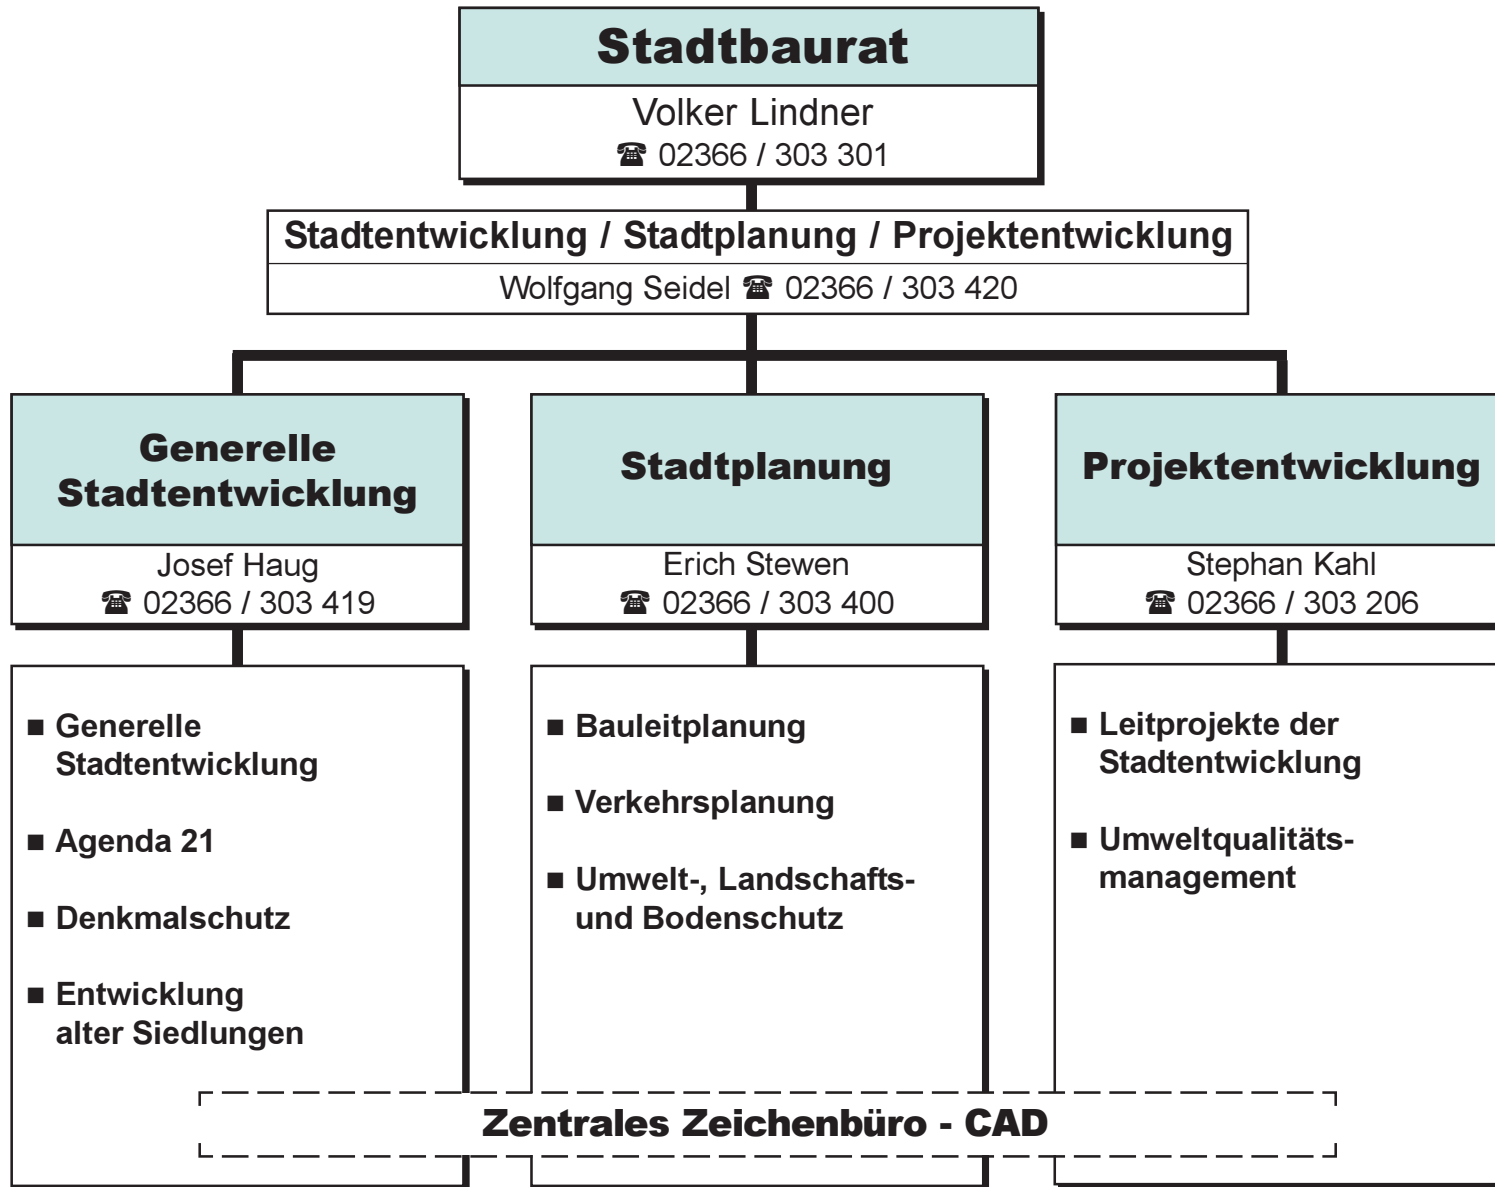 Stadtbaurat
Volker Lindner
☎ 02366 / 303 301
Stadtentwicklung / Stadtplanung / Projektentwicklung
Wolfgang Seidel ☎ 02366 / 303 420
Generelle
Stadtentwicklung
Josef Haug
☎ 02366 / 303 419
■ Generelle
Stadtentwicklung
■ Agenda 21
■ Denkmalschutz
■ Entwicklung
alter Siedlungen
Stadtplanung
Erich Stewen
☎ 02366 / 303 400
■ Bauleitplanung
■ Verkehrsplanung
■ Umwelt-, Landschafts-
und Bodenschutz
Projektentwicklung
Stephan Kahl
☎ 02366 / 303 206
■ Leitprojekte der
Stadtentwicklung
■ Umweltqualitäts-
management
Zentrales Zeichenbüro - CAD